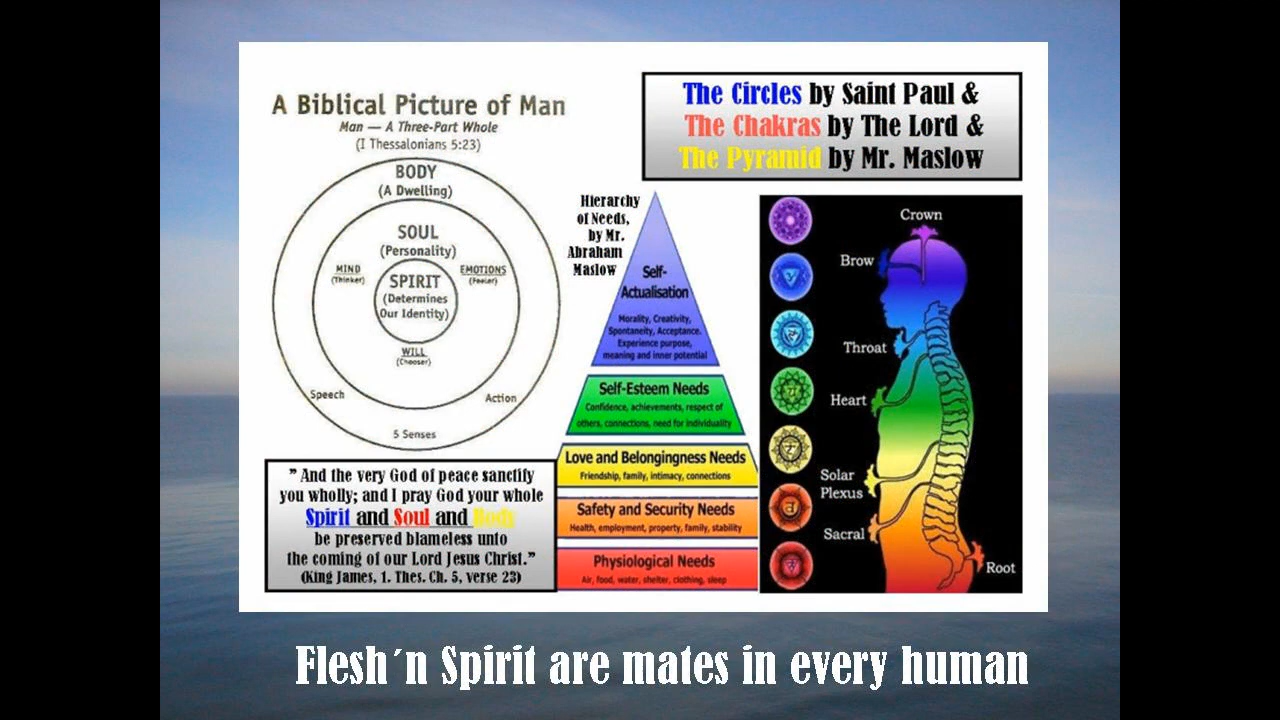 A Biblical Picture of Man
Man — A Three-Part Whole
(I Thessalonians 5:23)
BODY
(A Dwelling)
SOUL
(Personality)
MIND
(Thinker)
EMOTIONS
(Feeler)
SPIRIT
(Determines
Our Identity)
WILL
(Chooser)
Speech
Action
5 Senses
The Circles by Saint Paul &
The Chakras by The Lord &
The Pyramid by Mr. Maslow
Hierarchy
of Needs,
by Mr.
Abraham
Maslow
Self-
Actualisation
Morality, Creativity,
Spontaneity, Acceptance.
Experience purpose,
meaning and inner potential
Self-Esteem Needs
Confidence, achievements, respect of
others, connections, need for individuality
Love and Belongingness Needs
Friendship, family, intimacy, connections
Safety and Security Needs
Health, employment, property, family, stability
Physiological Needs
Air, food, water, shelter, clothing, sleep
Crown
Brow
Throat
Heart
Solar
Plexus
Sacral
Root
” And the very God of peace sanctify
you wholly; and I pray God your whole
Spirit and Soul and Body
be preserved blameless unto
the coming of our Lord Jesus Christ.”
(King James, 1. Thes. Ch. 5, verse 23)
Flesh´n Spirit are mates in every human